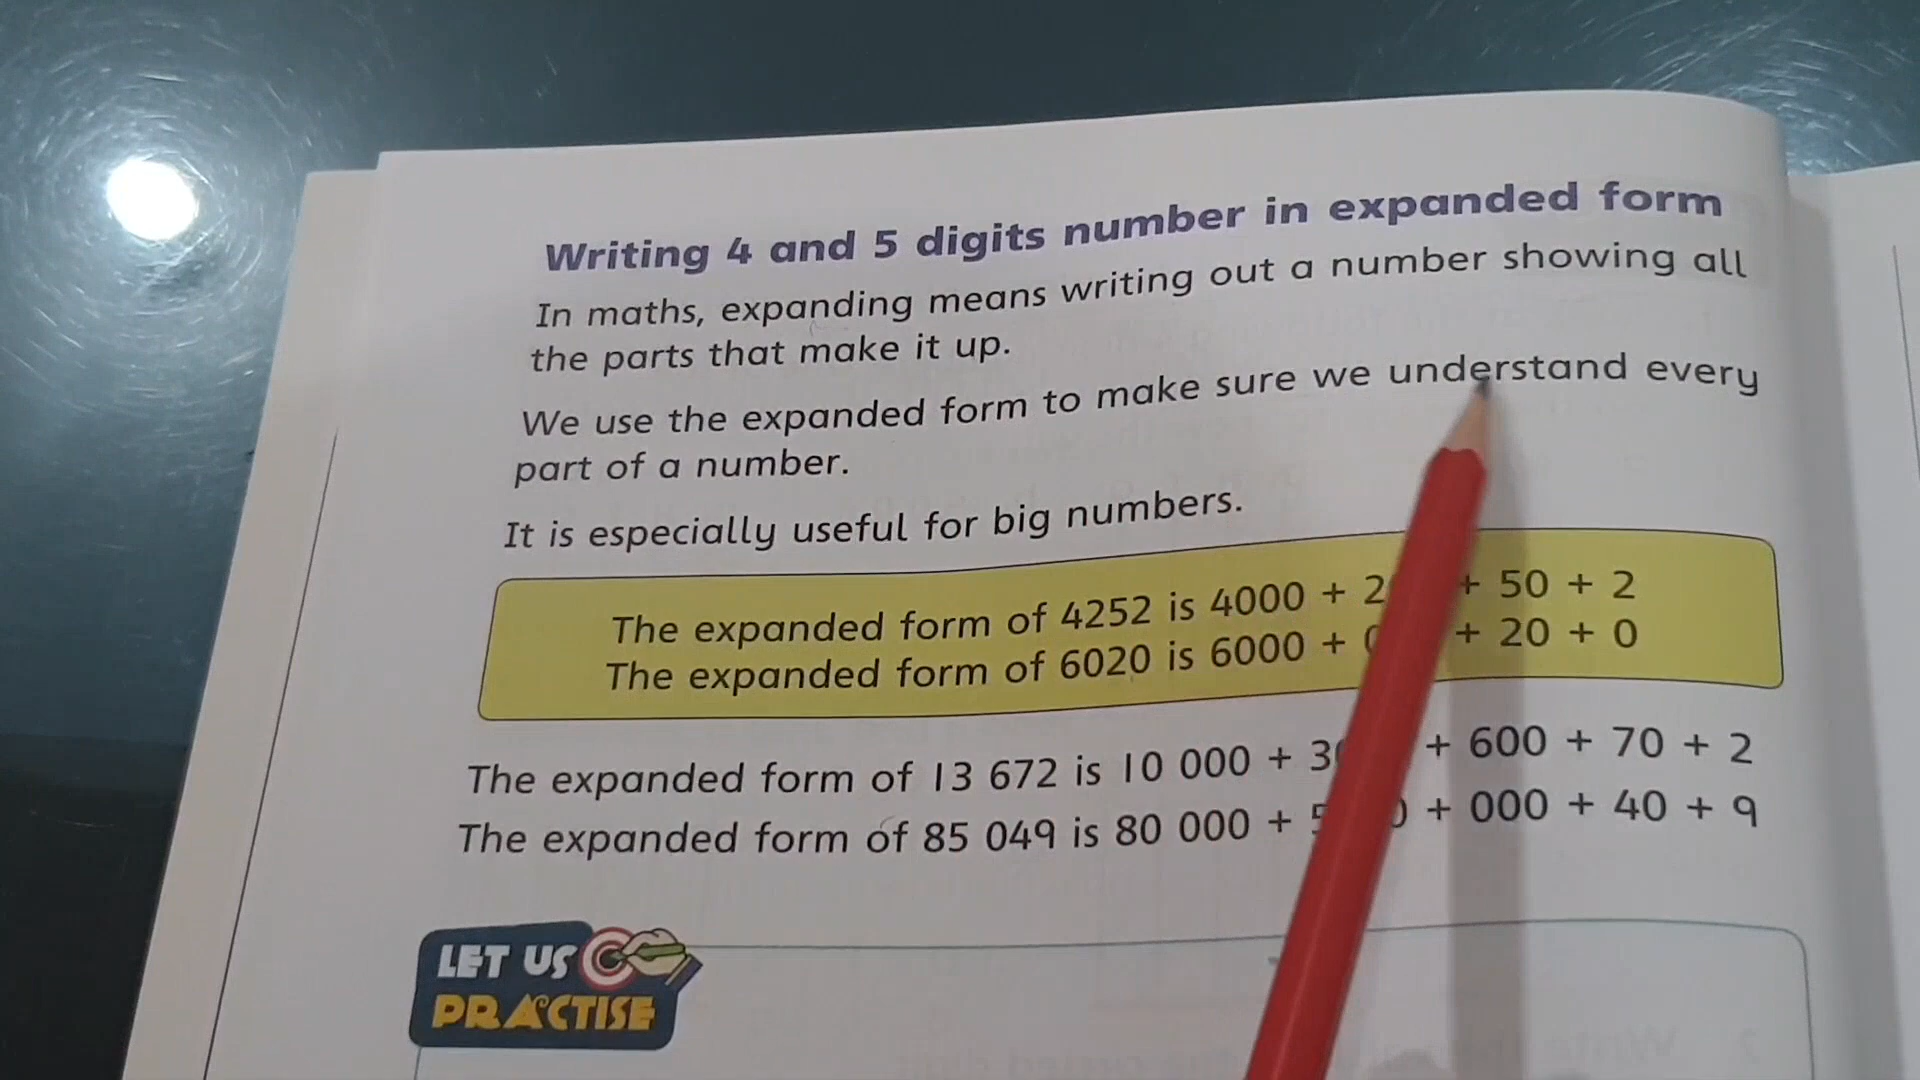 Writing 4 and 5 digits number in expanded form
In maths, expanding means writing out a number showing all
the parts that make it up.
We use the expanded form to make sure we understand every
part of a number.
It is especially useful for big numbers.
The expanded form of 4252 is 4000 + + 50 + 2
The expanded form of 6020 is 6000 + + 20 + 0
The expanded form of 13 672 is 10 000 + + 600 + 70 + 2
The expanded form of 85 049 is 80 000 + + 000 + 40 + 9
LET US
PRACTISE